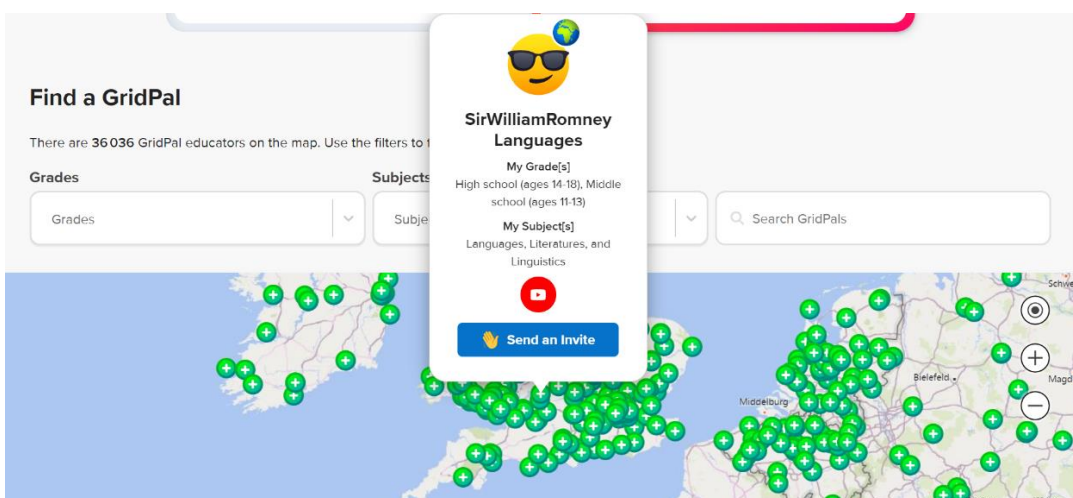 Find a GridPal
There are 36 036 GridPal educators on the map. Use the filters to
Grades
Subjects
Grades
Subje
Search GridPals
SirWilliamRomney
Languages
My Grade[s]
High school (ages 14-18), Middle
school (ages 11-13)
My Subject[s]
Languages, Literatures, and
Linguistics
Send an Invite
Schwe
Bielefeld
Magd
Middelburg